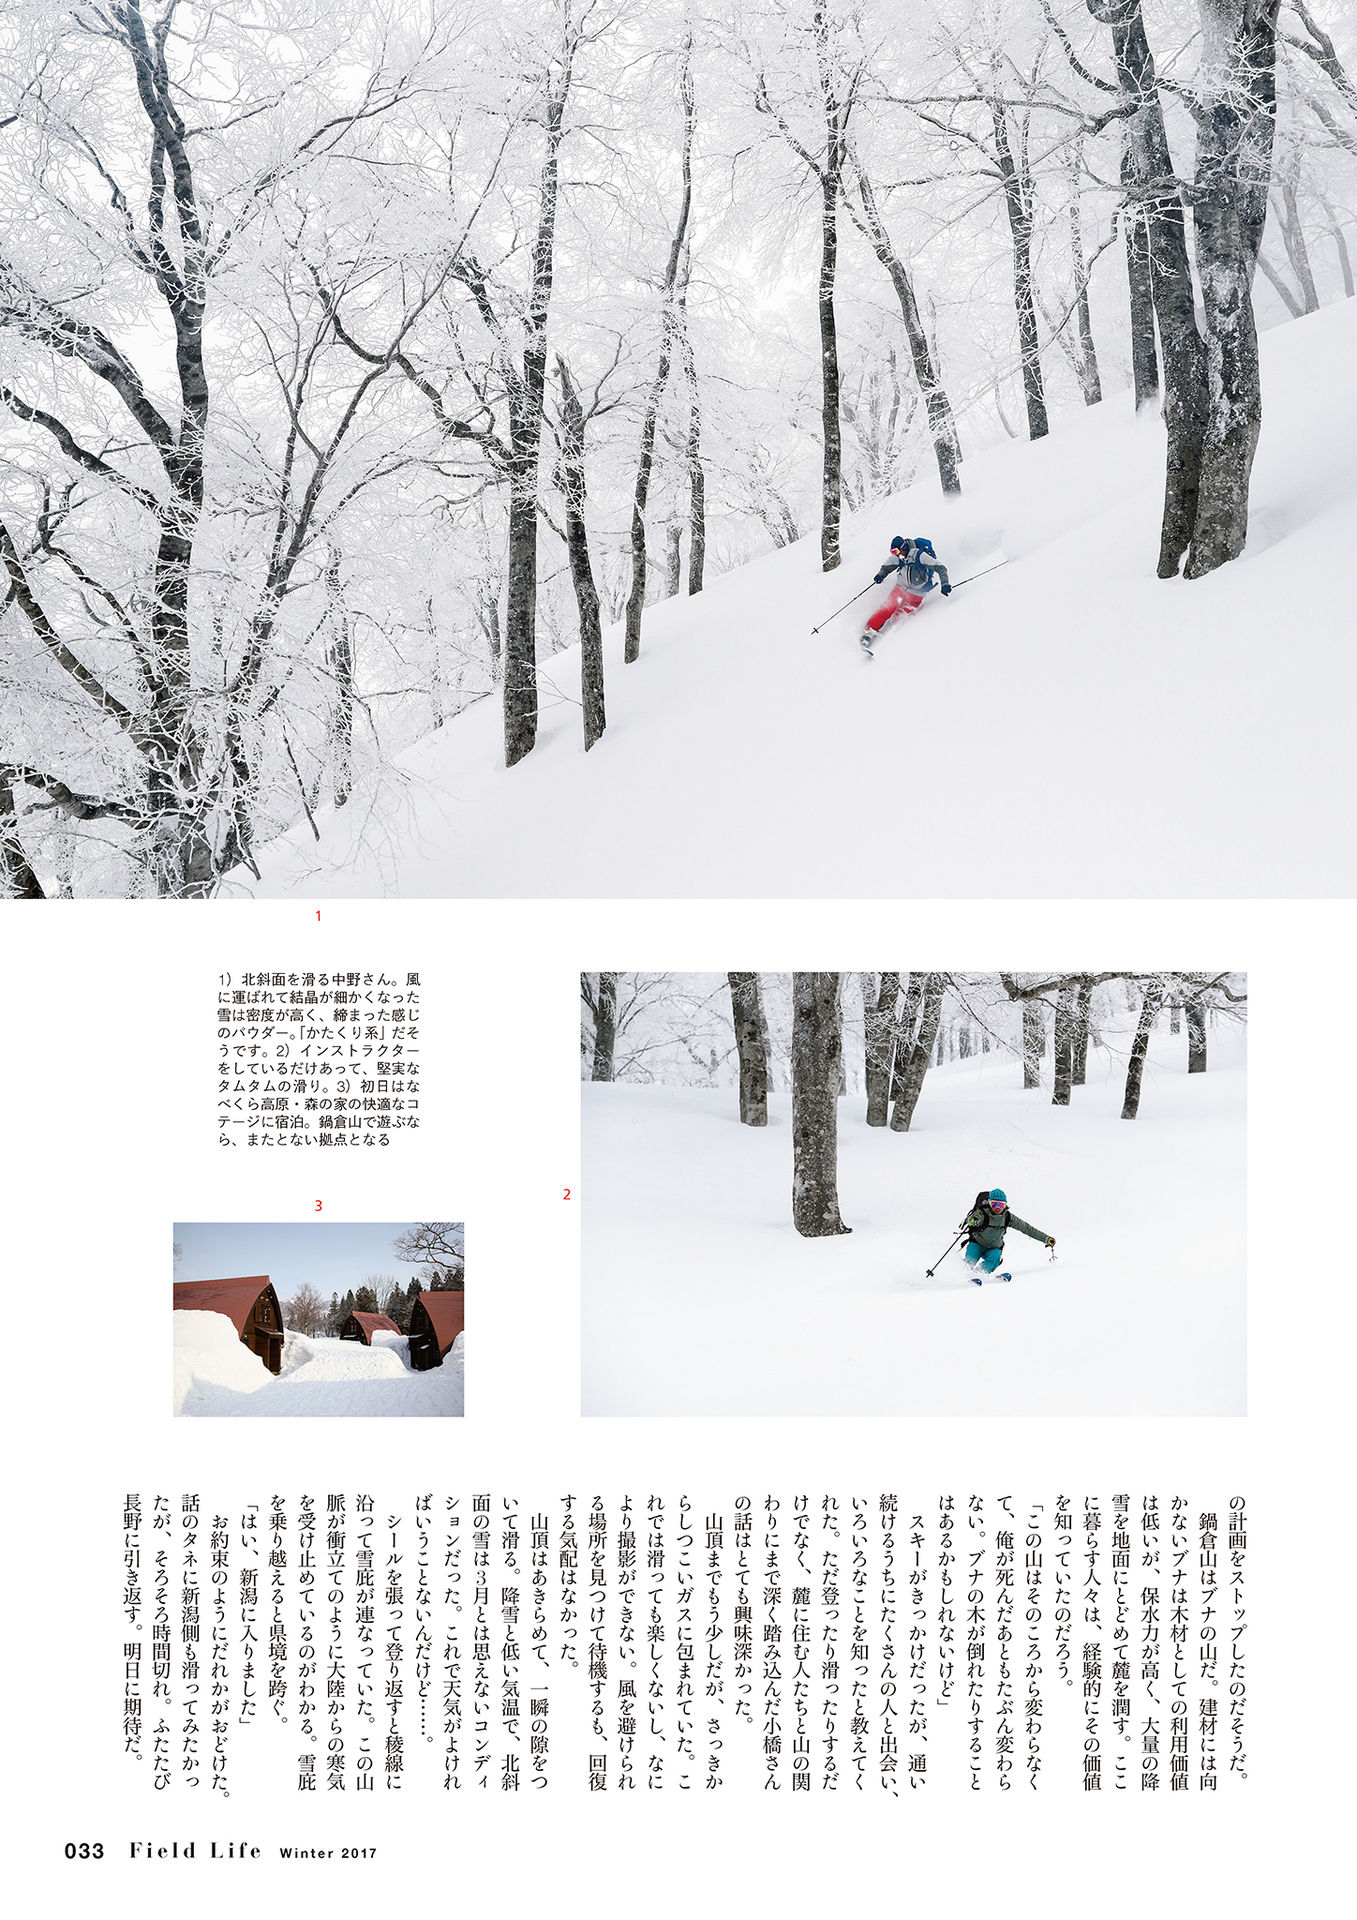 1
1）北斜面を滑る中野さん。風
に運ばれて結晶が細かくなった
雪は密度が高く、締まった感じ
のパウダー。「かたくり系」だそ
うです。2）インストラクター
をしているだけあって、堅実な
タムタムの滑り。3）初日はな
べくら高原・森の家の快適なコ
テージに宿泊。鍋倉山で遊ぶな
ら、またとない拠点となる
2
3
の計画をストップしたのだそうだ。
鍋倉山はブナの山だ。建材には向
かないブナは木材としての利用価値
は低いが、保水力が高く、大量の降
雪を地面にとどめて麓を潤す。ここ
に暮らす人々は、経験的にその価値
を知っていたのだろう。
「この山はそのころから変わらなく
て、俺が死んだあともたぶん変わら
ない。ブナの木が倒れたりすること
はあるかもしれないけど」
スキーがきっかけだったが、通い
続けるうちにたくさんの人と出会い、
いろいろなことを知ったと教えてく
れた。ただ登ったり滑ったりするだ
けでなく、麓に住む人たちと山の関
わりにまで深く踏み込んだ小橋さん
の話はとても興味深かった。
山頂までもう少しだが、さっきか
らしつこいガスに包まれていた。こ
れでは滑っても楽しくないし、なに
より撮影ができない。風を避けられ
る場所を見つけて待機するも、回復
する気配はなかった。
山頂はあきらめて、一瞬の隙をつ
いて滑る。降雪と低い気温で、北斜
面の雪は3月とは思えないコンディ
ションだった。これで天気がよけれ
ばいうことないんだけど……。
シールを張って登り返すと稜線に
沿って雪庇が連なっていた。この山
脈が衝立てのように大陸からの寒気
を受け止めているのがわかる。雪庇
を乗り越えると県境を跨ぐ。
「はい、新潟に入りました」
お約束のようにだれかがおどけた。
話のタネに新潟側も滑ってみたかっ
たが、そろそろ時間切れ。ふたたび
長野に引き返す。明日に期待だ。
033 Field Life Winter 2017